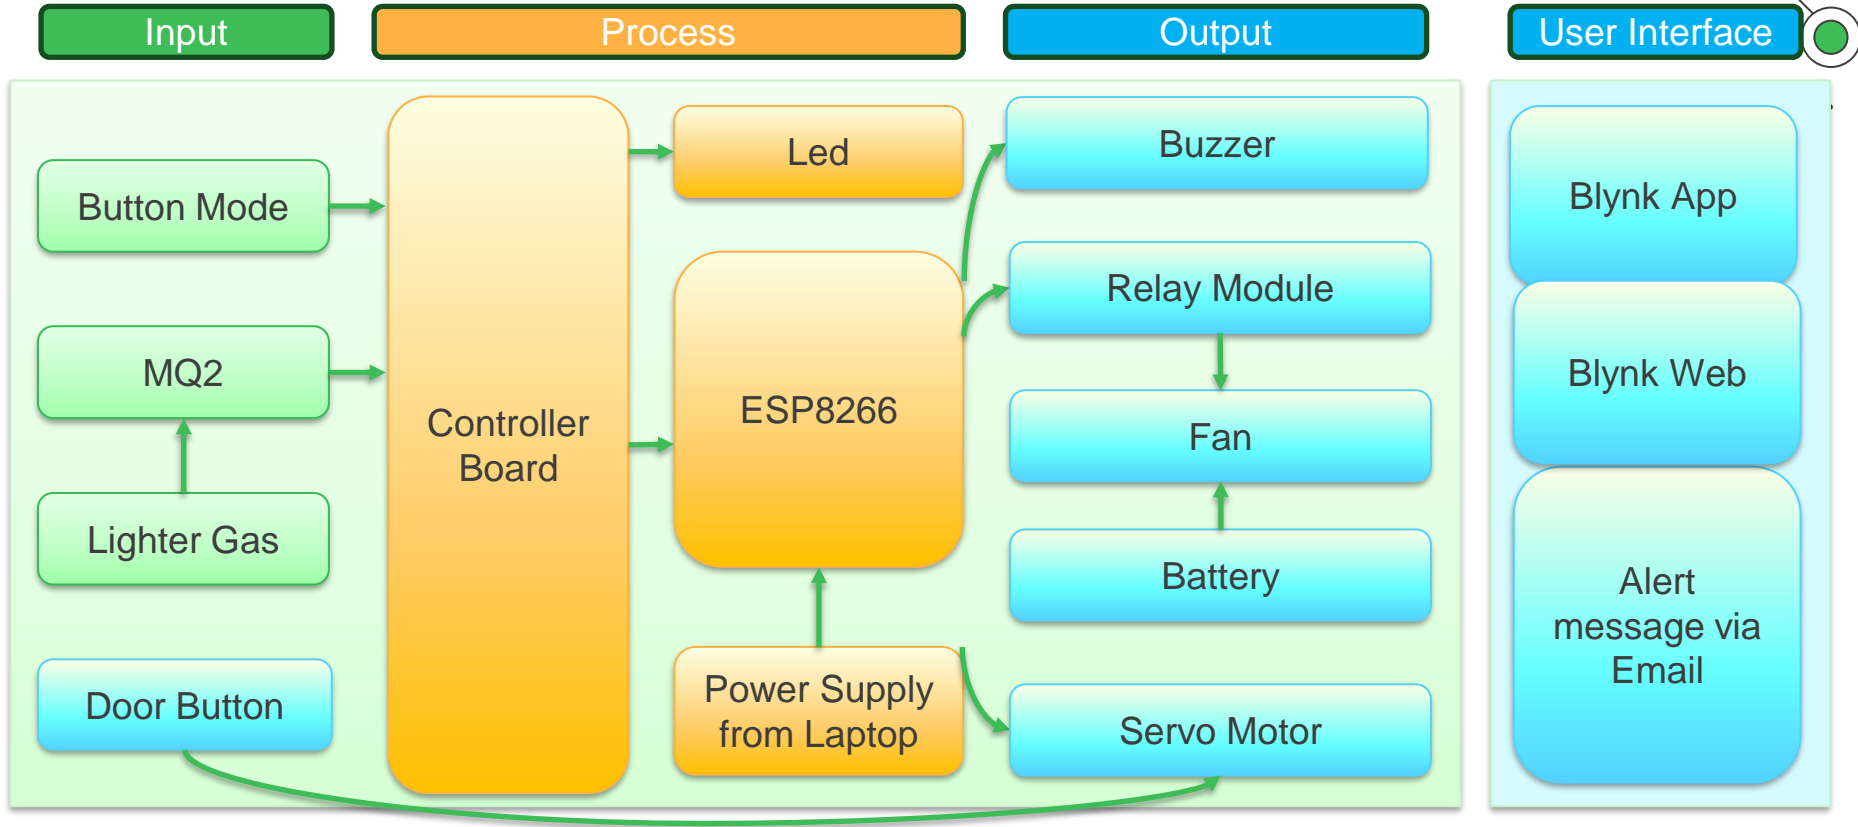 Input
Process
Output
User Interface
Button Mode
MQ2
Lighter Gas
Door Button
Controller
Board
Led
ESP8266
Power Supply
from Laptop
Buzzer
Relay Module
Fan
Battery
Servo Motor
Blynk App
Blynk Web
Alert
message via
Email